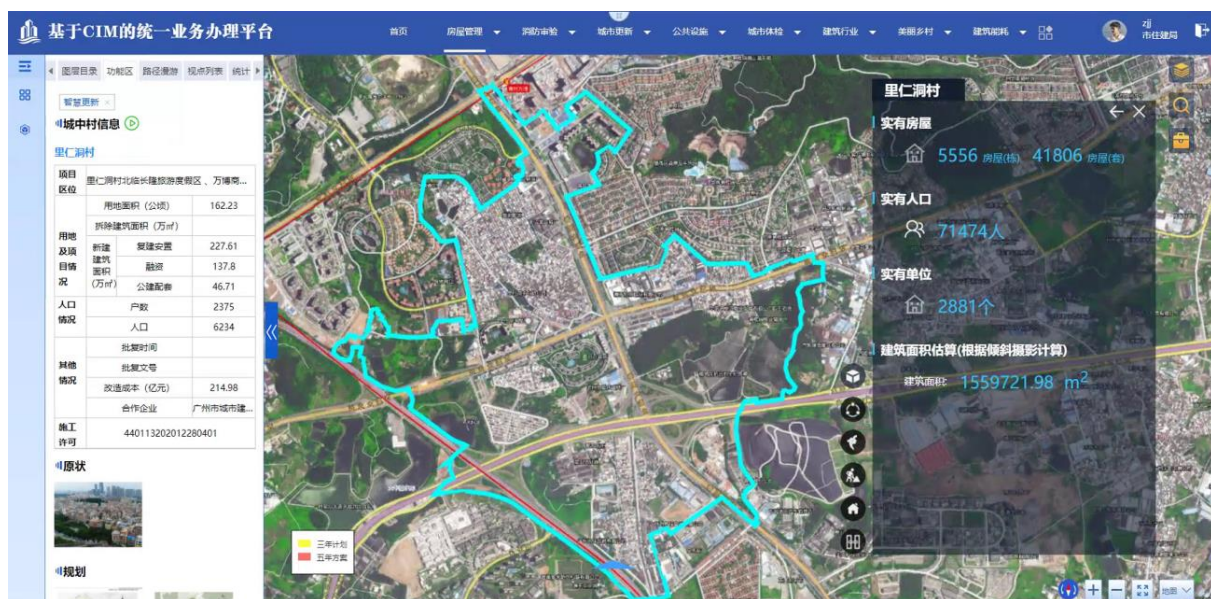 基于CIM的统一业务办理平台
首页 房屋管理 消防审验 城市更新 公共设施 城市体检 建筑行业 美丽乡村 建筑能耗
zjj
市住建局
图层目录 功能区 路径漫游 视点列表 统计
智慧更新 ×
城中村信息
里仁洞村
项目区位 里仁洞村北临长隆旅游度假区、万博商...
用地及项目情况
用地面积（公顷） 162.23
拆除建筑面积（万㎡）
新建建筑面积（万㎡）
复建安置 227.61
融资 137.8
公建配套 46.71
人口情况
户数 2375
人口 6234
其他情况
批复时间
批复文号
改造成本（亿元） 214.98
合作企业 广州市城市建...
施工许可 440113202012280401
原状
规划
三年计划
五年方案
里仁洞村
实有房屋
5556 房屋(栋) 41806 房屋(套)
实有人口
71474人
实有单位
2881个
建筑面积估算(根据倾斜摄影计算)
建筑面积: 1559721.98 m²
地图